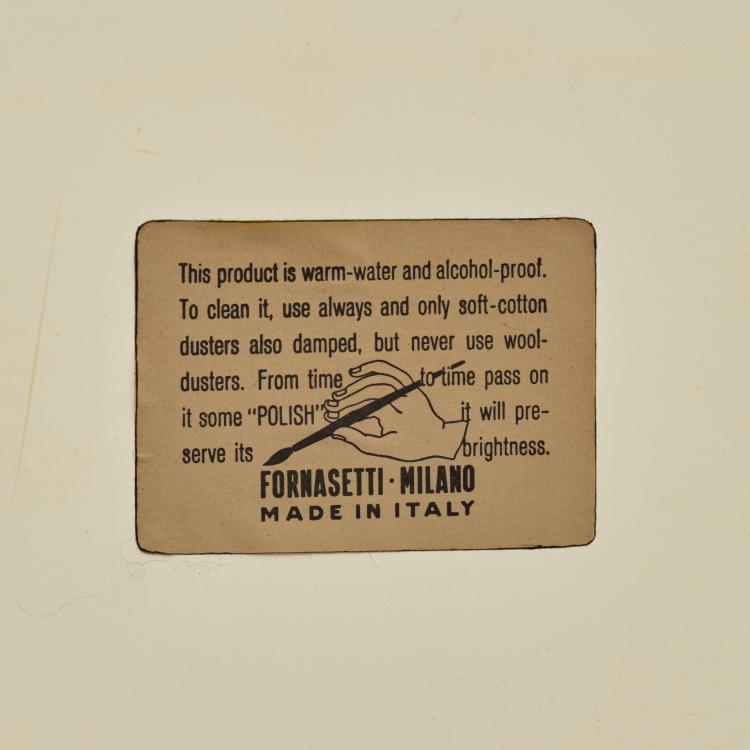 This product is warm-water and alcohol-proof.
To clean it, use always and only soft-cotton
dusters also damped, but never use wool-
dusters. From time to time pass on
it some “POLISH” it will pre-
serve its brightness.
FORNASETTI · MILANO
MADE IN ITALY